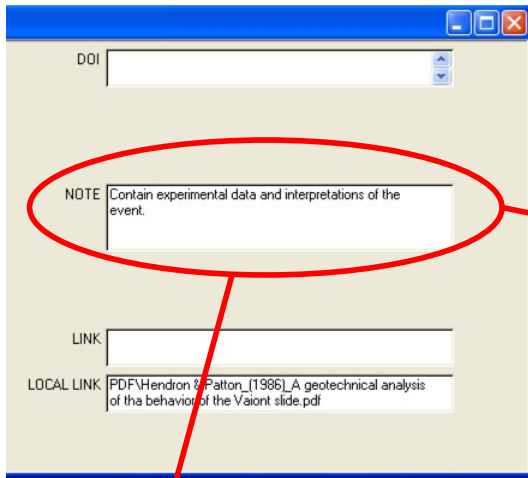 DOI
NOTE Contain experimental data and interpretations of the
event.
LINK
LOCAL LINK PDF\Hendron & Patton_(1986)_A geotechnical analysis
of tha behavior of the Vaiont slide.pdf